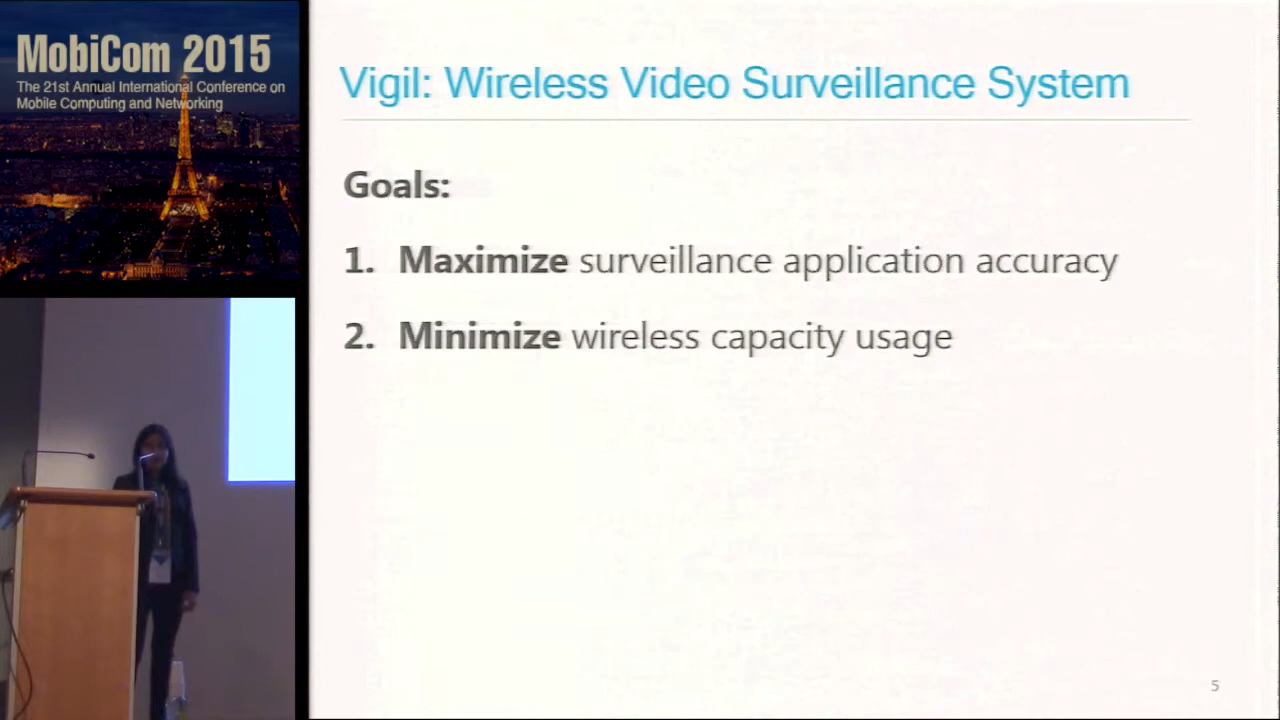 MobiCom 2015
The 21st Annual International Conference on
Mobile Computing and Networking
Vigil: Wireless Video Surveillance System
Goals:
1. Maximize surveillance application accuracy
2. Minimize wireless capacity usage
5